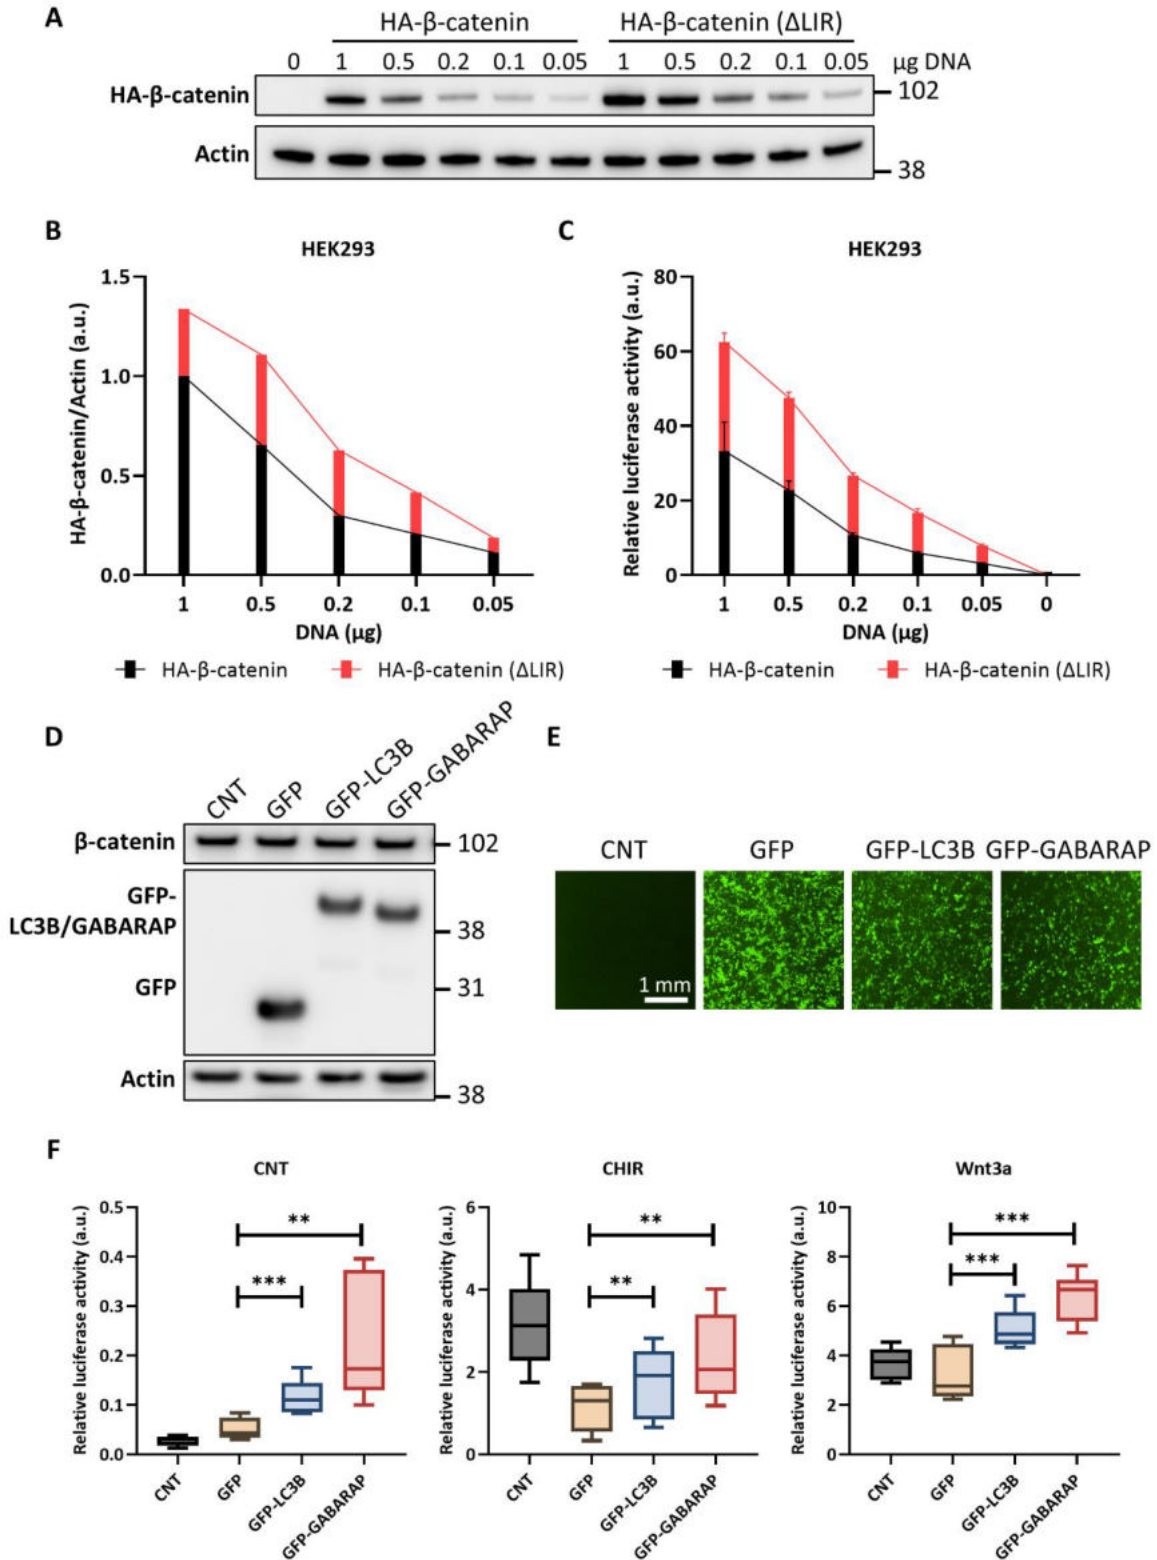 A
HA-β-catenin HA-β-catenin (ΔLIR)
0 1 0.5 0.2 0.1 0.05 1 0.5 0.2 0.1 0.05 µg DNA
HA-β-catenin 102
Actin
38
B C
HEK293 HEK293
HA-β-catenin/Actin (a.u.)
1.5
1.0
0.5
0.0
1 0.5 0.2 0.1 0.05
DNA (µg)
HA-β-catenin HA-β-catenin (ΔLIR)
Relative luciferase activity (a.u.)
80
60
40
20
0
1 0.5 0.2 0.1 0.05 0
DNA (µg)
HA-β-catenin HA-β-catenin (ΔLIR)
D
CNT GFP GFP-LC3B GFP-GABARAP
β-catenin 102
GFP-
LC3B/GABARAP 38
GFP 31
Actin
38
E
CNT GFP GFP-LC3B GFP-GABARAP
1 mm
F
CNT
Relative luciferase activity (a.u.)
0.5
0.4
0.3
0.2
0.1
0.0
**
***
CNT GFP GFP-LC3B GFP-GABARAP
CHIR
Relative luciferase activity (a.u.)
6
4
2
0
**
**
CNT GFP GFP-LC3B GFP-GABARAP
Wnt3a
Relative luciferase activity (a.u.)
10
8
6
4
2
0
***
***
CNT GFP GFP-LC3B GFP-GABARAP